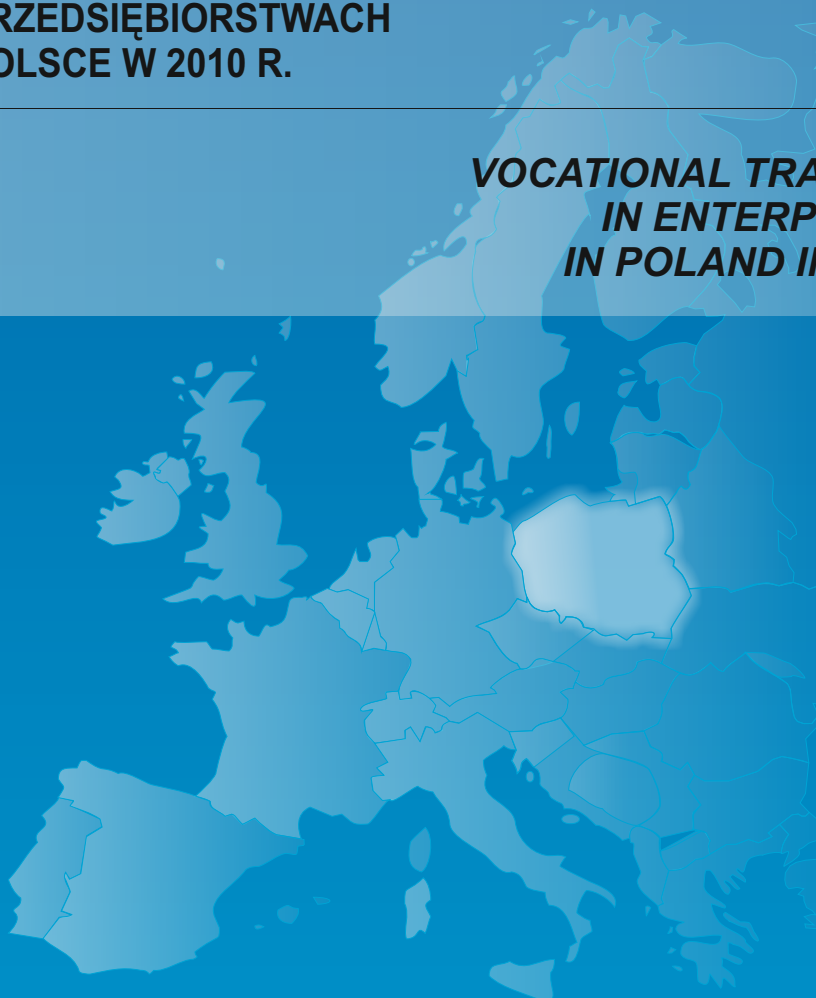 RZEDSIĘBIORSTWACH
OLSCE W 2010 R.
VOCATIONAL TRA
IN ENTERP
IN POLAND I